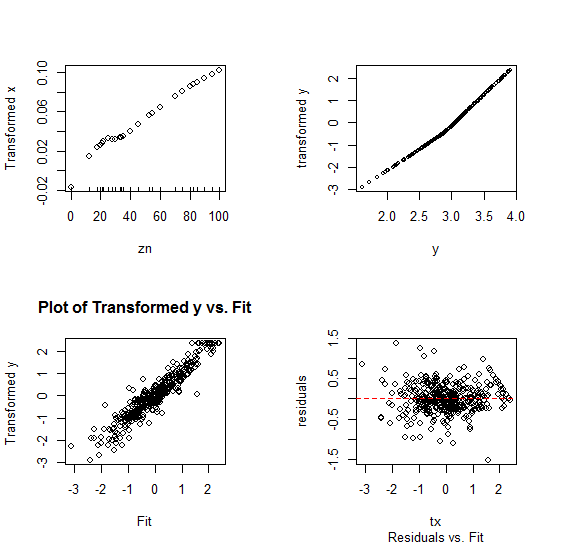 Transformed x
0.10
0.06
0.02
-0.02
0 20 40 60 80 100
zn
transformed y
2
1
0
-1
-2
-3
2.0 2.5 3.0 3.5 4.0
y
Plot of Transformed y vs. Fit
Transformed y
2
1
0
-1
-2
-3
-3 -2 -1 0 1 2
Fit
residuals
1.5
0.5
-0.5
-1.5
-3 -2 -1 0 1 2
tx
Residuals vs. Fit